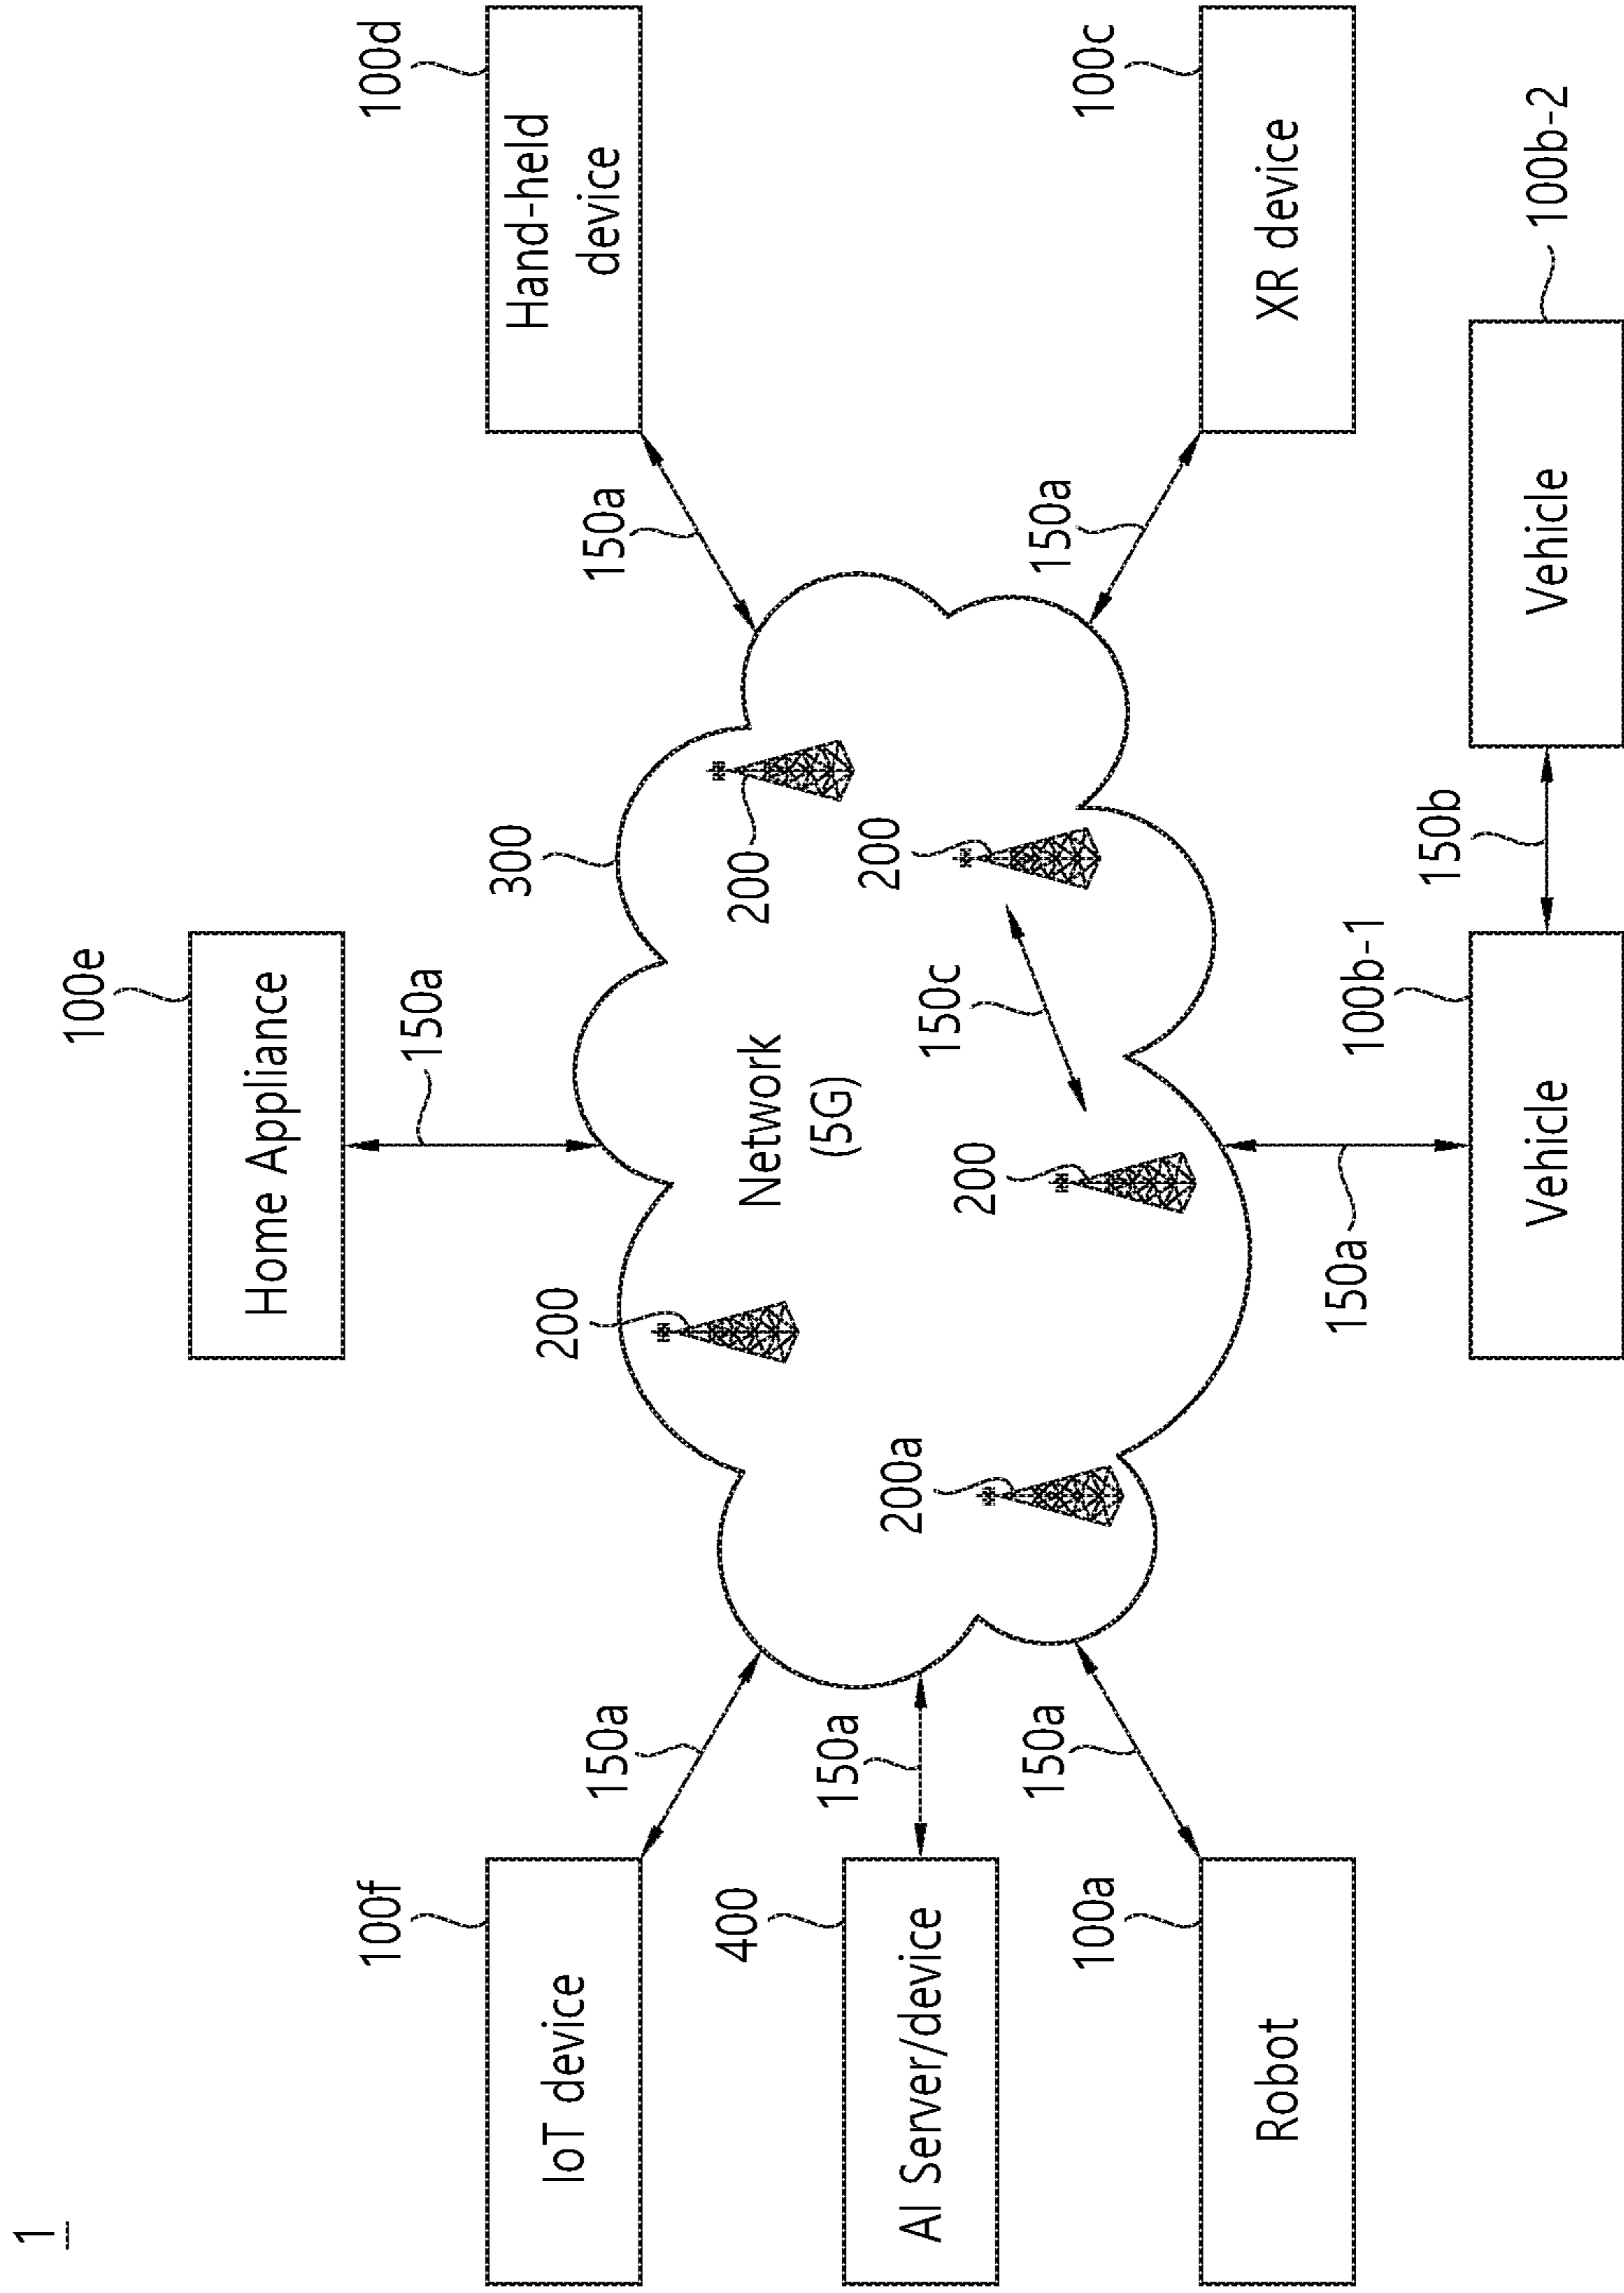 1
100e
Home Appliance
150a
100f
100d
IoT device
Hand-held
device
150a
200
300
150a
400
AI Server/device
150a
Network
(5G)
200
200a
200
150c
200
100a
Robot
150a
150a
100c
XR device
150a
100b-1
Vehicle
150b
Vehicle
100b-2